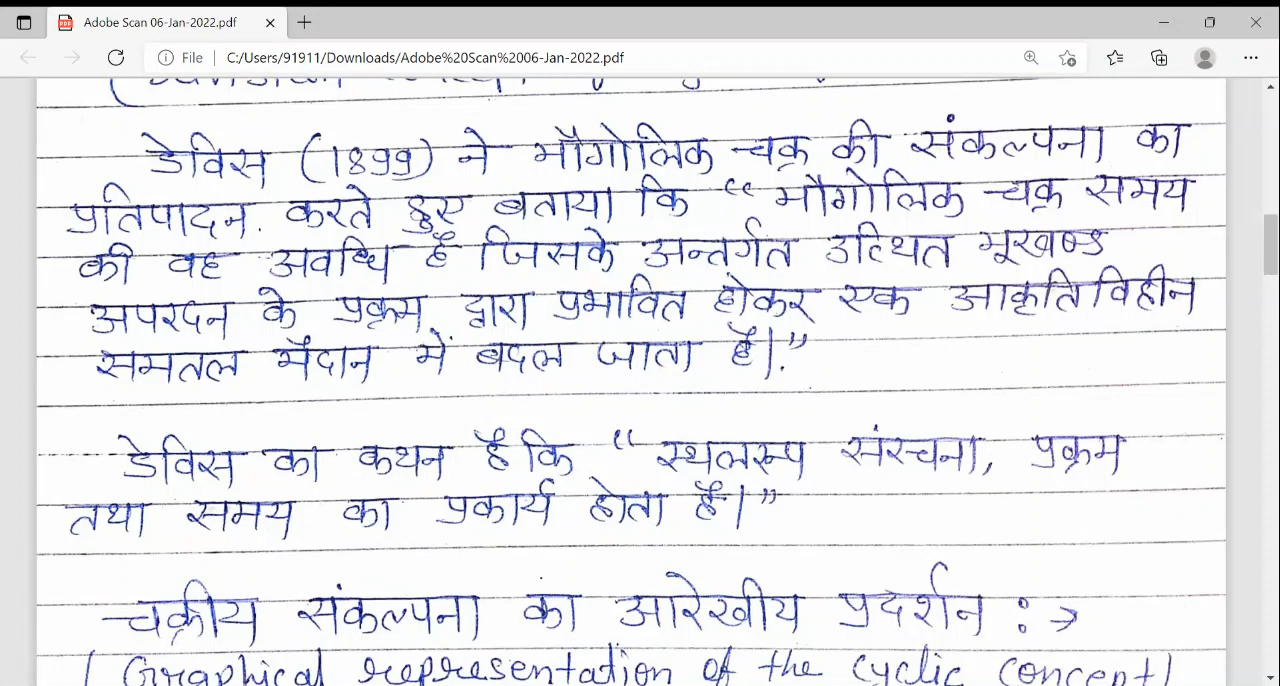 Adobe Scan 06-Jan-2022.pdf
File C:/Users/91911/Downloads/Adobe%20Scan%2006-Jan-2022.pdf
डेविस (1899) ने भौगोलिक चक्र की संकल्पना का
प्रतिपादन. करते हुए बताया कि “भौगोलिक चक्र समय
की वह अवधि है जिसके अन्तर्गत उत्थित भूखण्ड
अपरदन के प्रक्रम द्वारा प्रभावित होकर एक आकृतिविहीन
समतल मैदान में बदल जाता है।.”
डेविस का कथन है कि “स्थलरूप संरचना, प्रक्रम
तथा समय का प्रकार्य होता है।”
चक्रीय संकल्पना का आरेखीय प्रदर्शन :->
(Graphical representation of the cyclic concept)